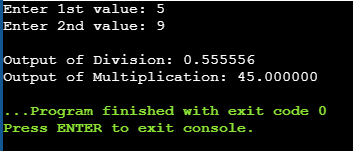 Enter 1st value: 5
Enter 2nd value: 9
Output of Division: 0.555556
Output of Multiplication: 45.000000
...Program finished with exit code 0
Press ENTER to exit console.